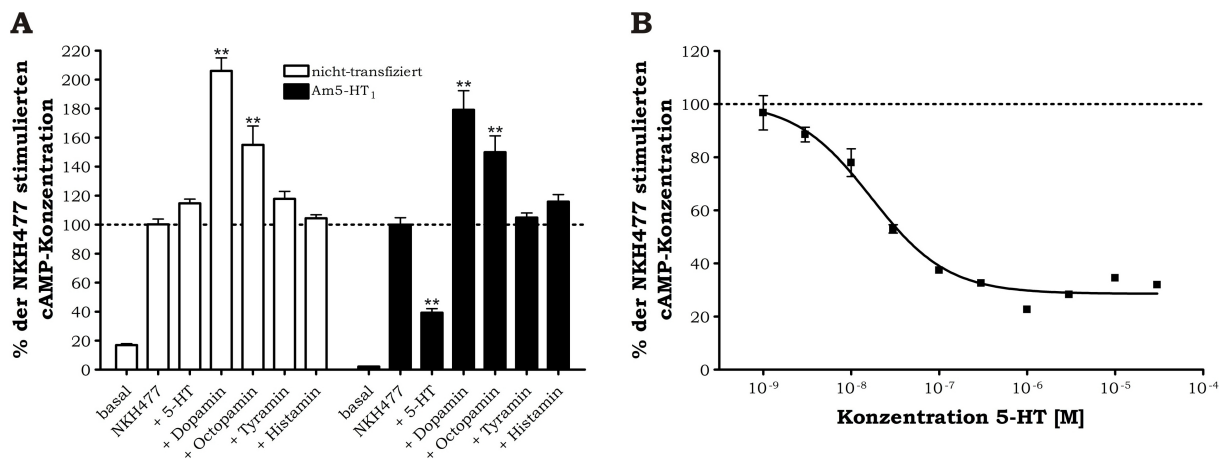 A
% der NKH477 stimulierten
cAMP-Konzentration
220
200
180
160
140
120
100
80
60
40
20
0
nicht-transfiziert
Am5-HT1
**
**
**
**
**
basal
NKH477
+ 5-HT
+ Dopamin
+ Octopamin
+ Tyramin
+ Histamin
basal
NKH477
+ 5-HT
+ Dopamin
+ Octopamin
+ Tyramin
+ Histamin
B
% der NKH477 stimulierten
cAMP-Konzentration
120
100
80
60
40
20
0
10-9
10-8
10-7
10-6
10-5
10-4
Konzentration 5-HT [M]